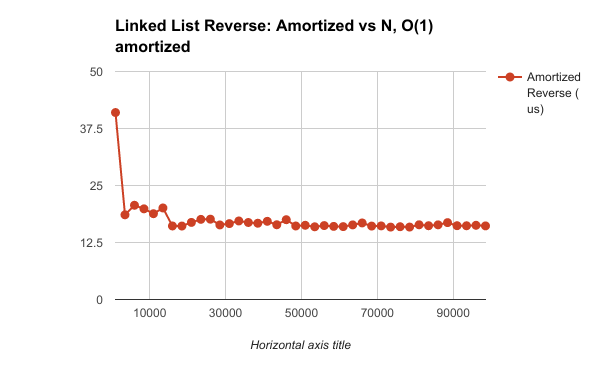 Linked List Reverse: Amortized vs N, O(1)
amortized
50
37.5
25
12.5
0
10000
30000
50000
70000
90000
Horizontal axis title
Amortized
Reverse (
us)